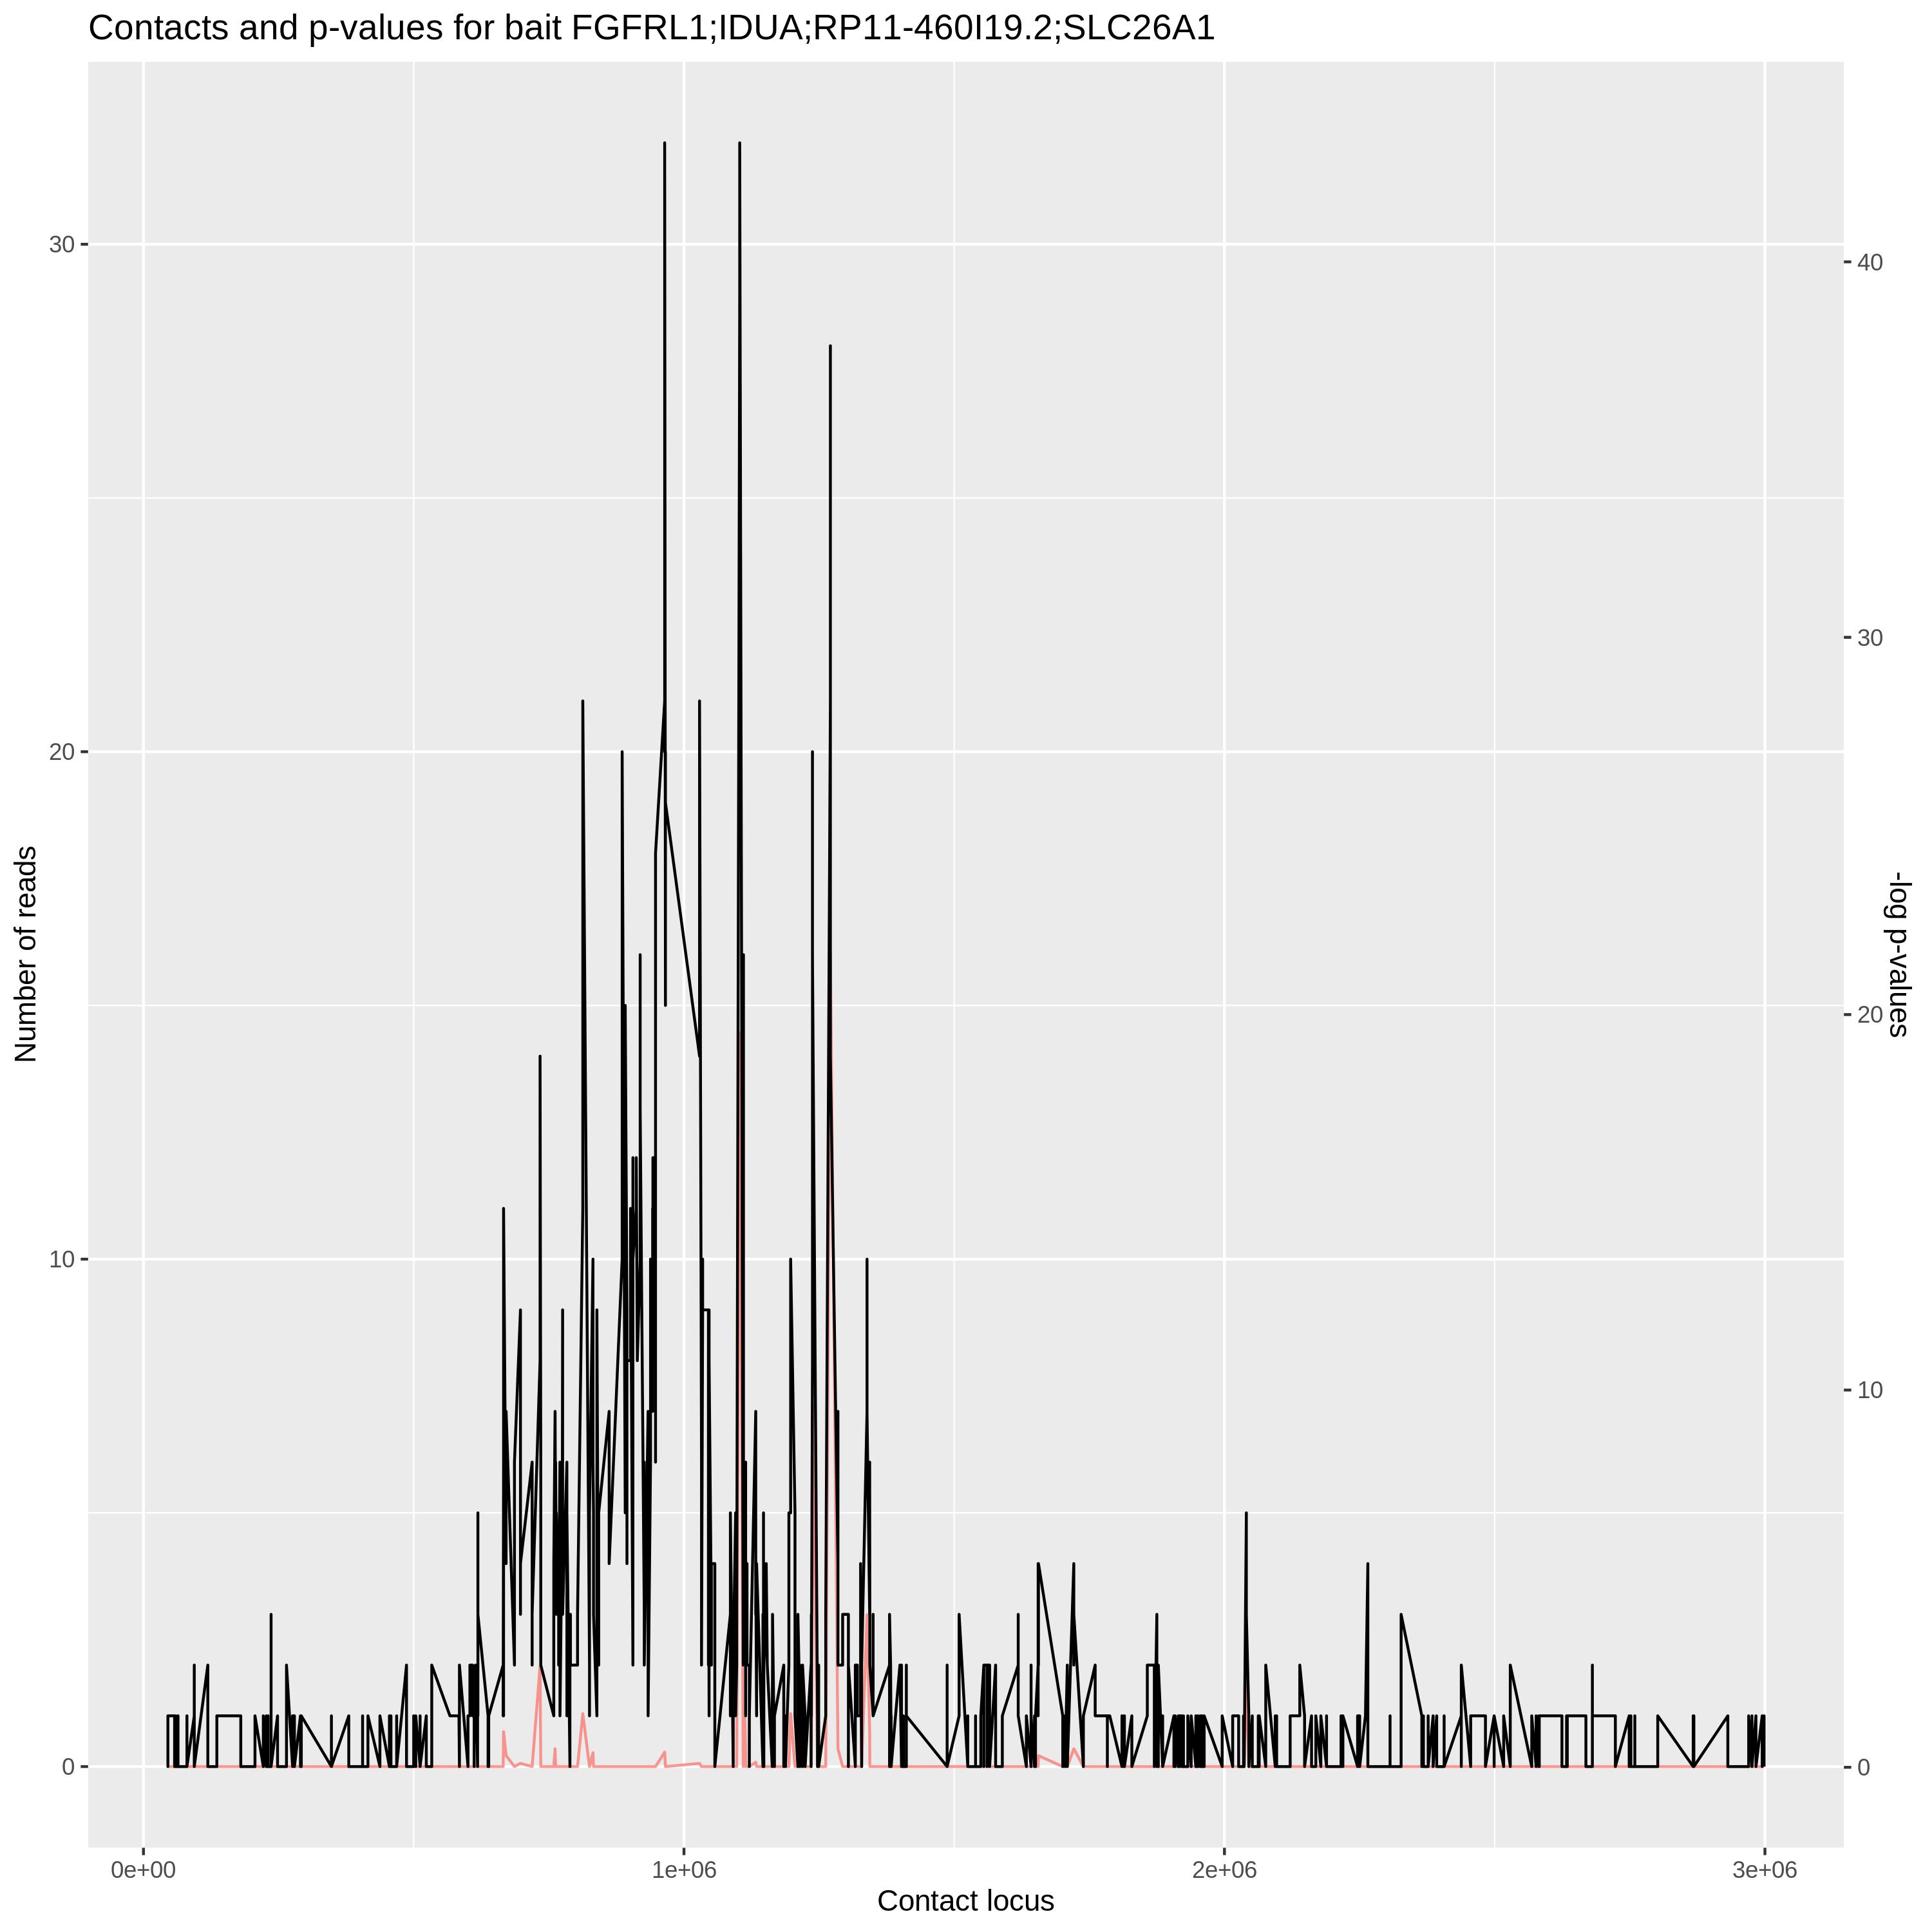 Contacts and p-values for bait FGFRL1;IDUA;RP11-460I19.2;SLC26A1
Number of reads
30
20
10
0
40
30
20
10
0
-log p-values
0e+00 1e+06 2e+06 3e+06
Contact locus